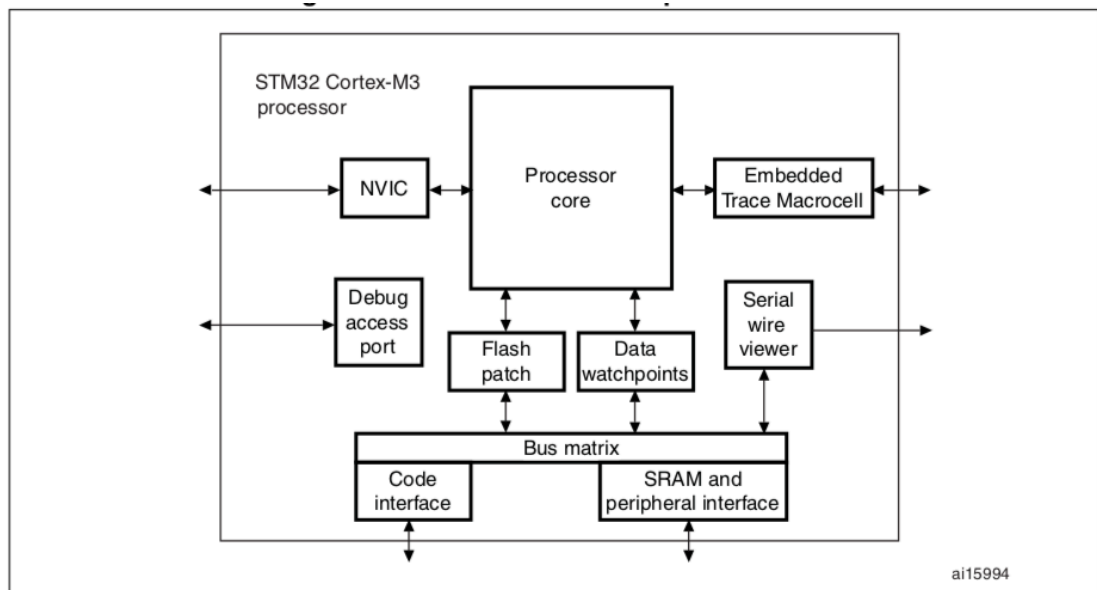 STM32 Cortex-M3
processor
Processor
core
NVIC
Embedded
Trace Macrocell
Debug
access
port
Flash
patch
Data
watchpoints
Serial
wire
viewer
Bus matrix
Code
interface
SRAM and
peripheral interface
ai15994